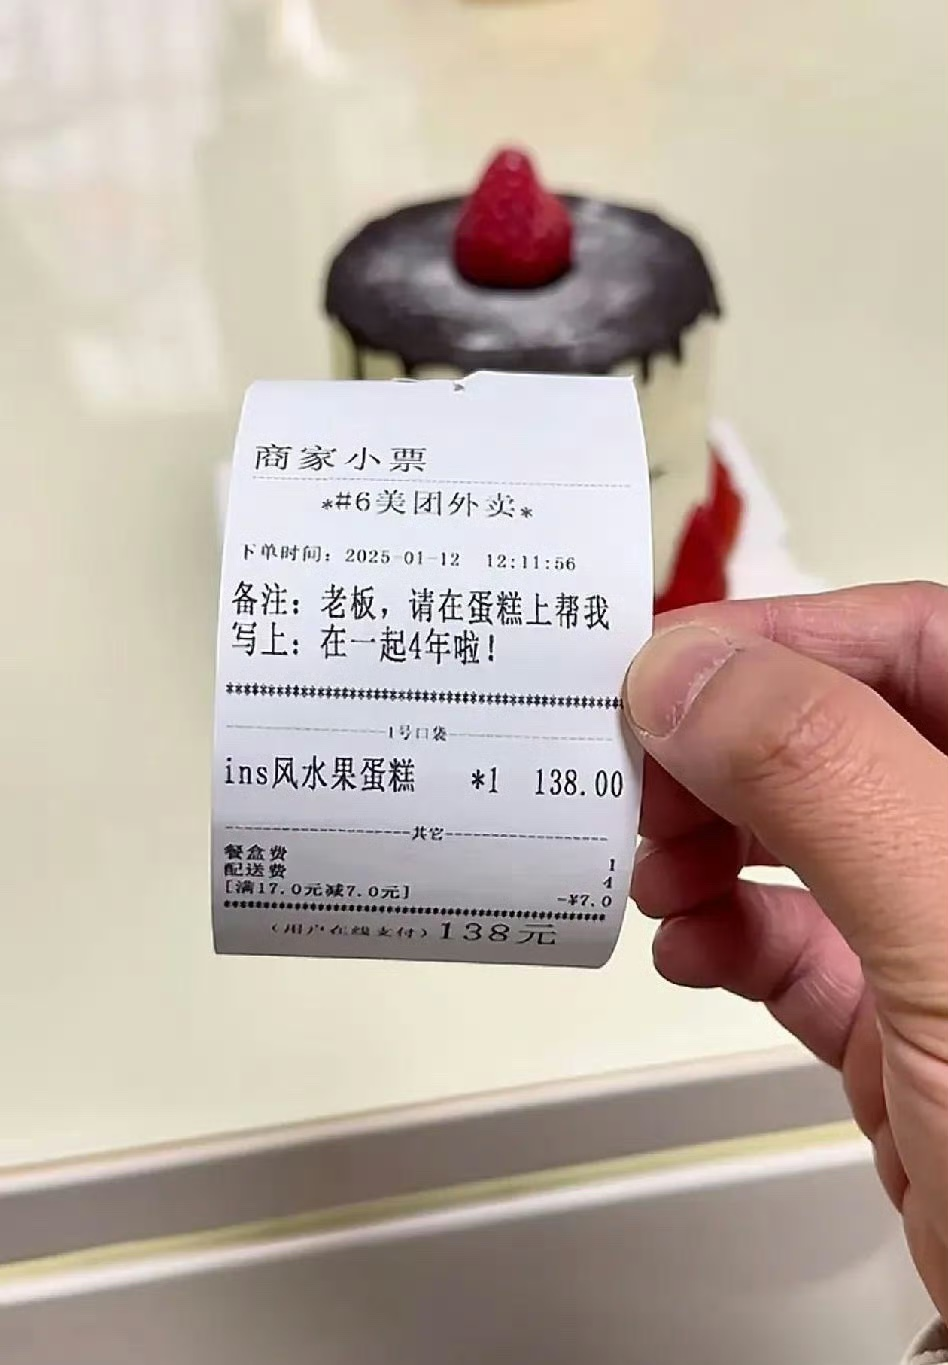 商家小票
*#6美团外卖*
下单时间: 2025-01-12 12:11:56
备注: 老板, 请在蛋糕上帮我
写上: 在一起4年啦!
************************************************
1号口袋
ins风水果蛋糕 *1 138.00
其它
餐盒费 1
配送费 4
[满17.0元减7.0元] -¥7.0
************************************************
(用户在线支付) 138元